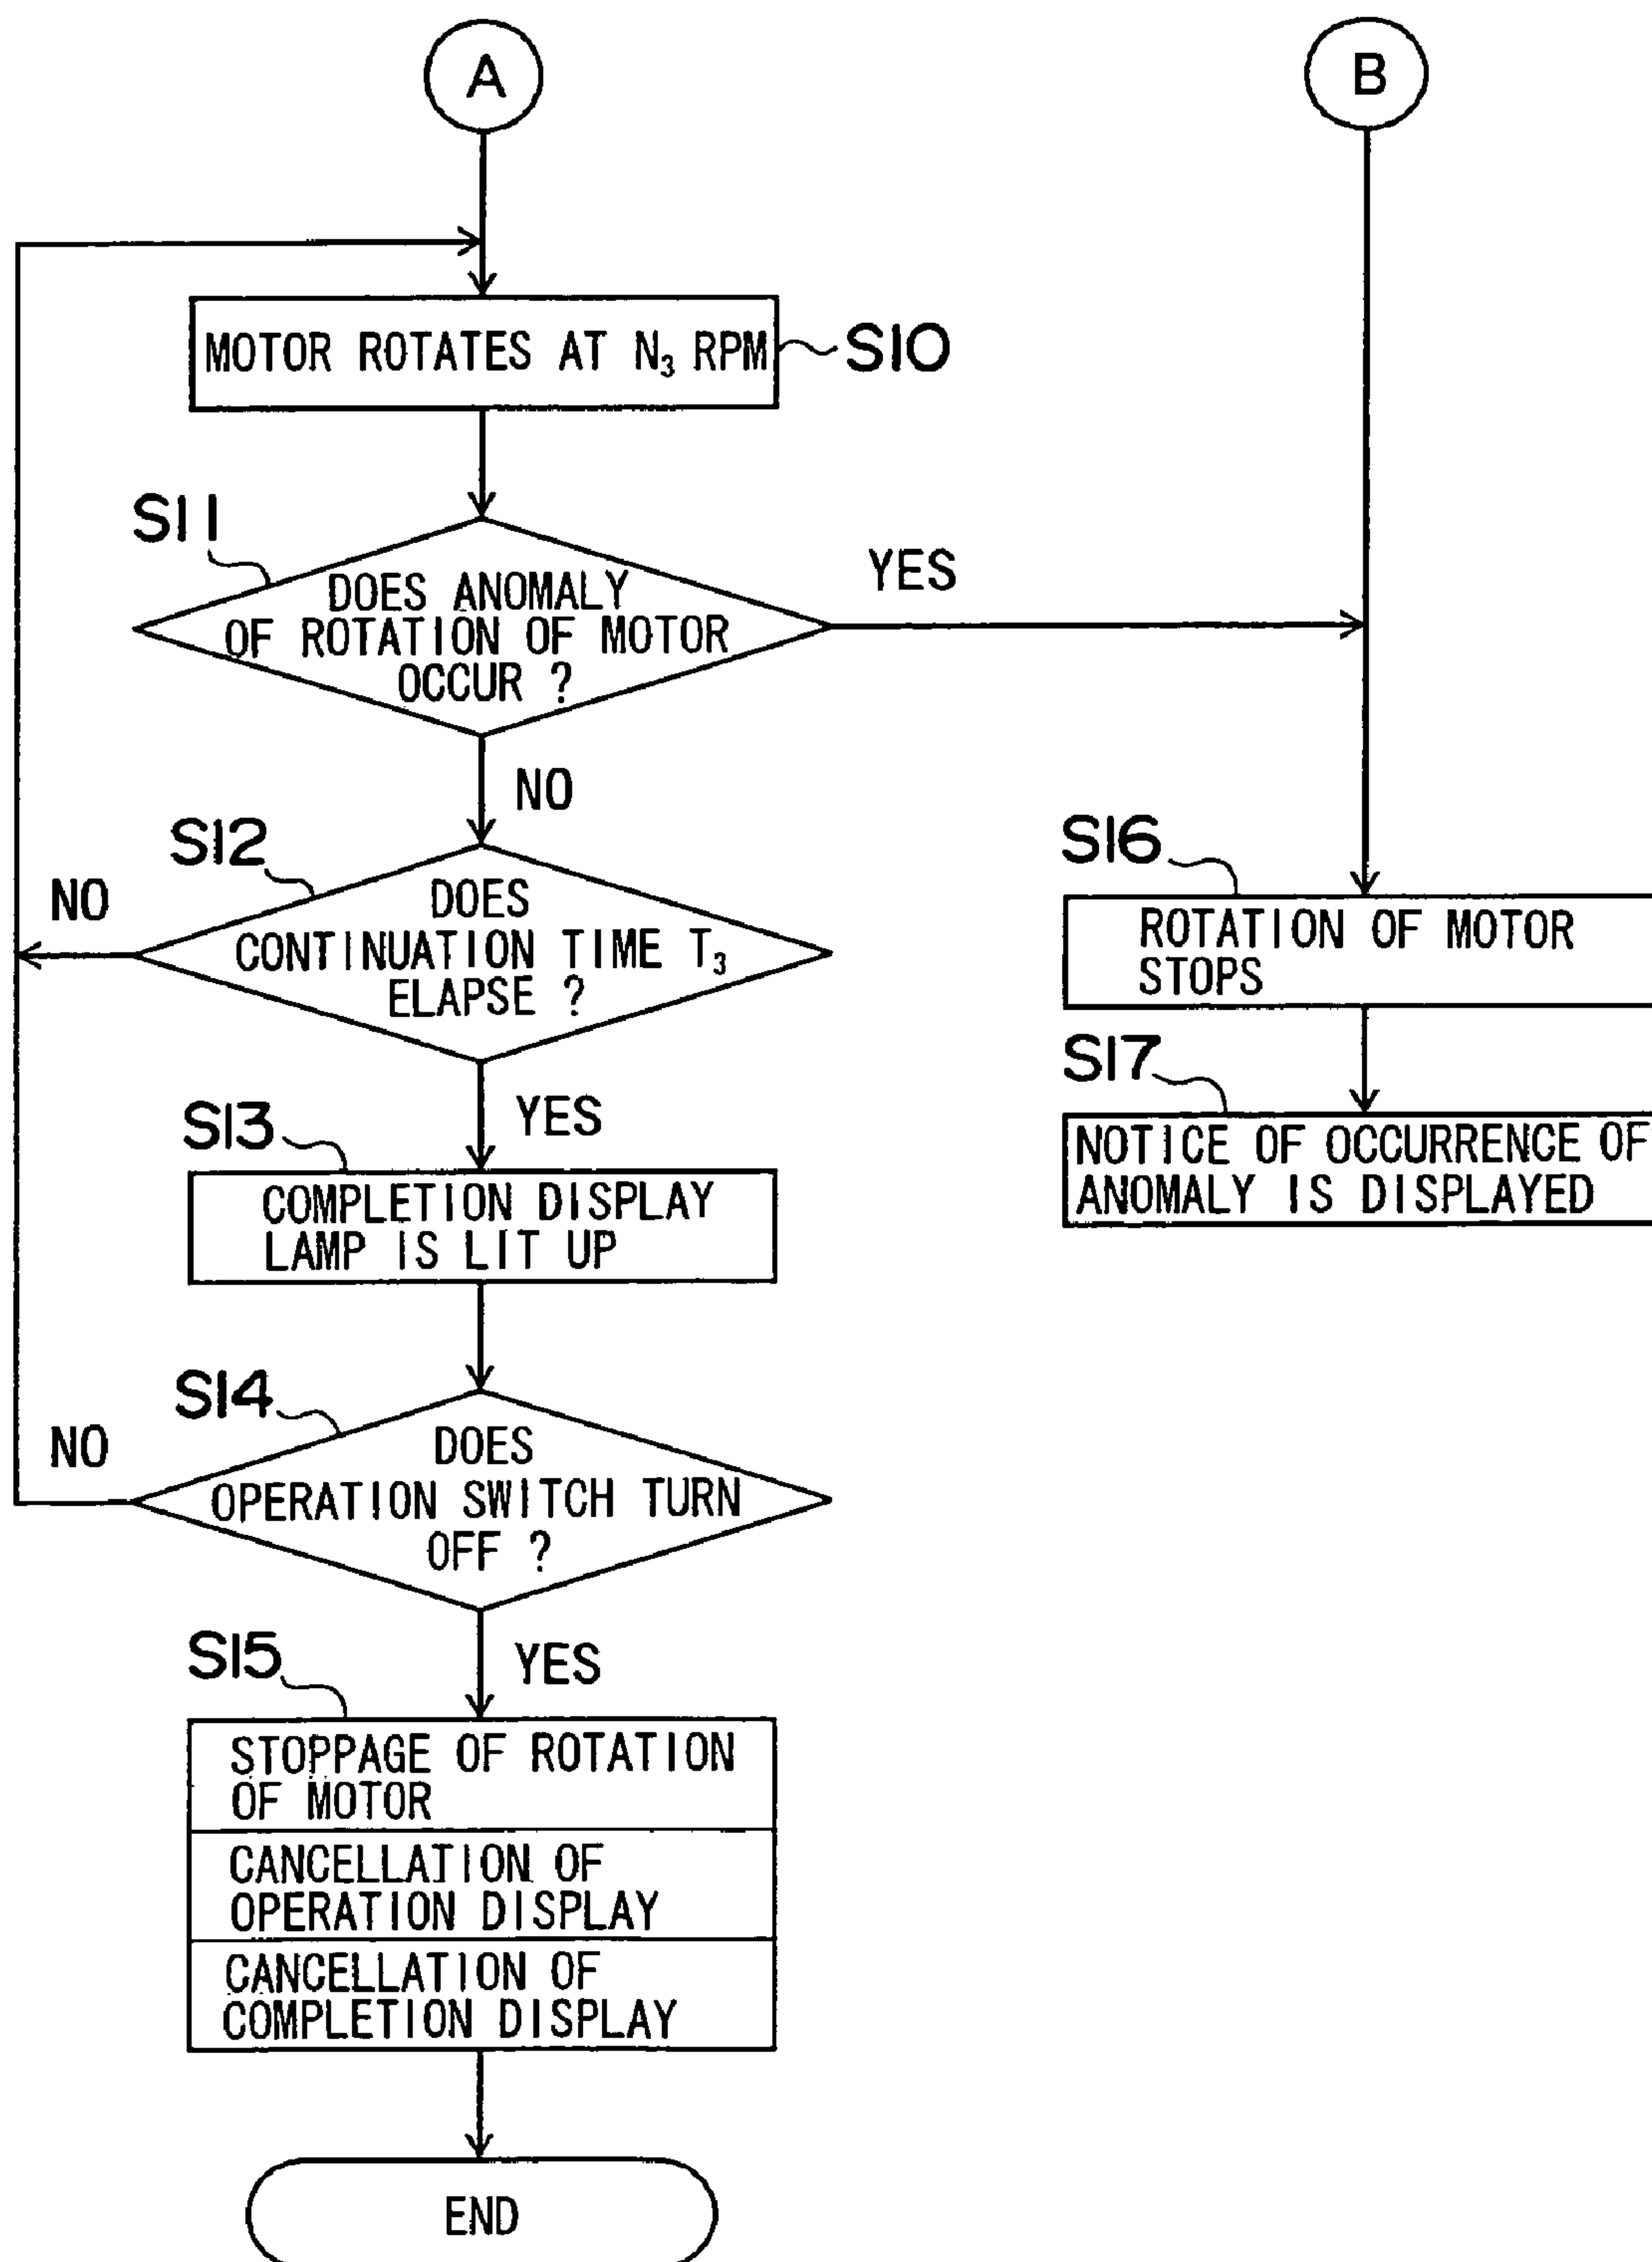 A
B
MOTOR ROTATES AT N₃ RPM
S10
S11
DOES ANOMALY
OF ROTATION OF MOTOR
OCCUR ?
YES
NO
S12
DOES
CONTINUATION TIME T₃
ELAPSE ?
NO
YES
S13
COMPLETION DISPLAY
LAMP IS LIT UP
S14
DOES
OPERATION SWITCH TURN
OFF ?
NO
YES
S15
STOPPAGE OF ROTATION
OF MOTOR
CANCELLATION OF
OPERATION DISPLAY
CANCELLATION OF
COMPLETION DISPLAY
END
S16
ROTATION OF MOTOR
STOPS
S17
NOTICE OF OCCURRENCE OF
ANOMALY IS DISPLAYED